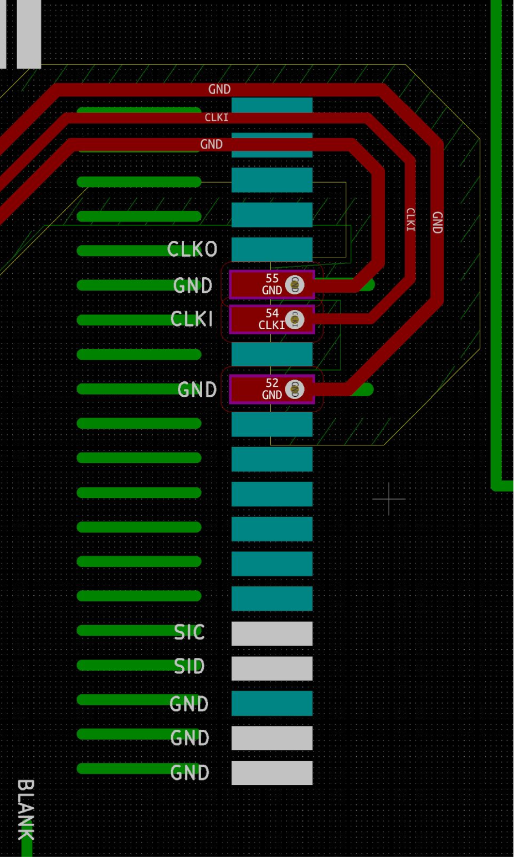 GND
CLKI
GND
CLKI
GND
CLKO
GND
55
GND
CLKI
54
CLKI
GND
52
GND
SIC
SID
GND
GND
GND
BLANK